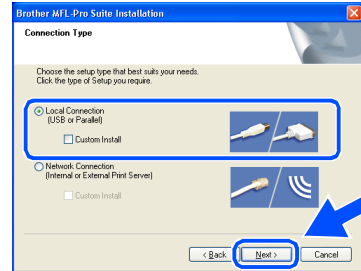 Brother MFL-Pro Suite Installation
Connection Type
Choose the setup type that best suits your needs.
Click the type of Setup you require.
Local Connection
(USB or Parallel)
Custom Install
Network Connection
(Internal or External Print Server)
Custom Install
< Back
Next >
Cancel